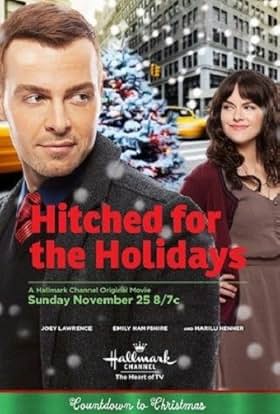 Hitched for
the Holidays
A Hallmark Channel Original Movie
Sunday November 25 8/7c
JOEY LAWRENCE EMILY HAMPSHIRE AND MARILU HENNER
Hallmark
CHANNEL
The Heart of TV
Countdown to Christmas